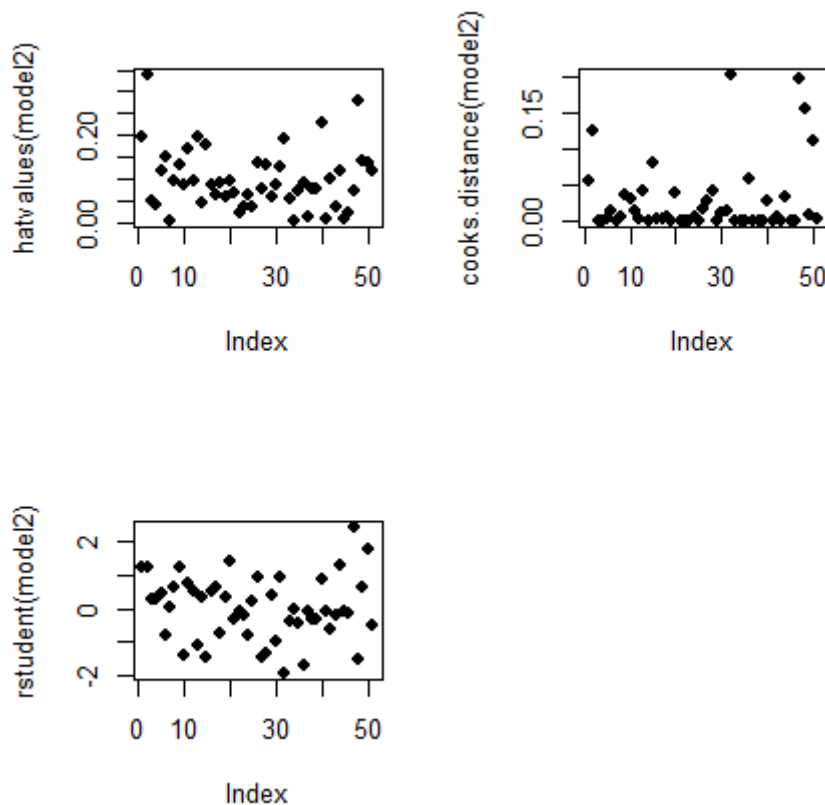 hatvalues(model2)
0.00 0.20
0 10 30 50
Index
cooks.distance(model2)
0.00 0.15
0 10 30 50
Index
rstudent(model2)
-2 0 2
0 10 30 50
Index